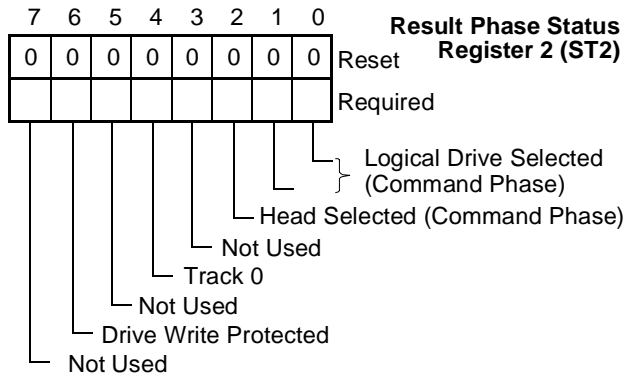 7 6 5 4 3 2 1 0
Result Phase Status
Register 2 (ST2)
0 0 0 0 0 0 0 0 Reset
Required
Logical Drive Selected
(Command Phase)
Head Selected (Command Phase)
Not Used
Track 0
Not Used
Drive Write Protected
Not Used